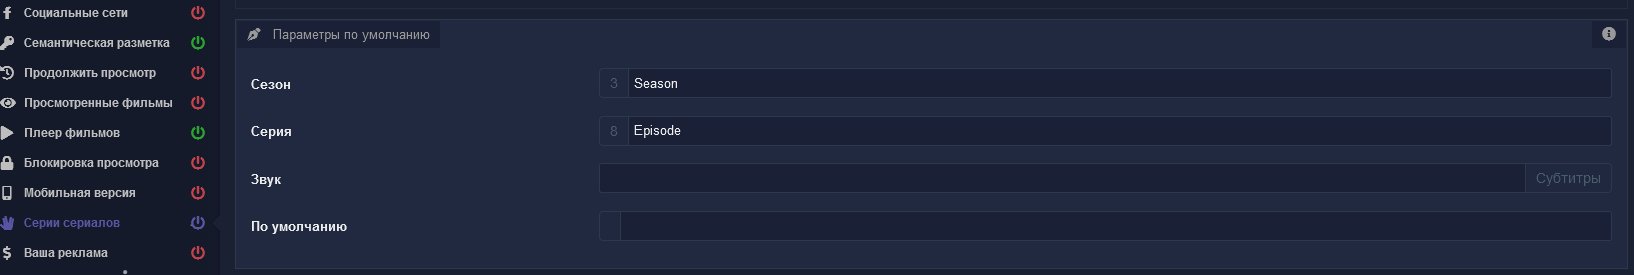 Социальные сети
Семантическая разметка
Продолжить просмотр
Просмотренные фильмы
Плеер фильмов
Блокировка просмотра
Мобильная версия
Серии сериалов
Ваша реклама
Параметры по умолчанию
Сезон
3 Season
Серия
8 Episode
Звук
Субтитры
По умолчанию